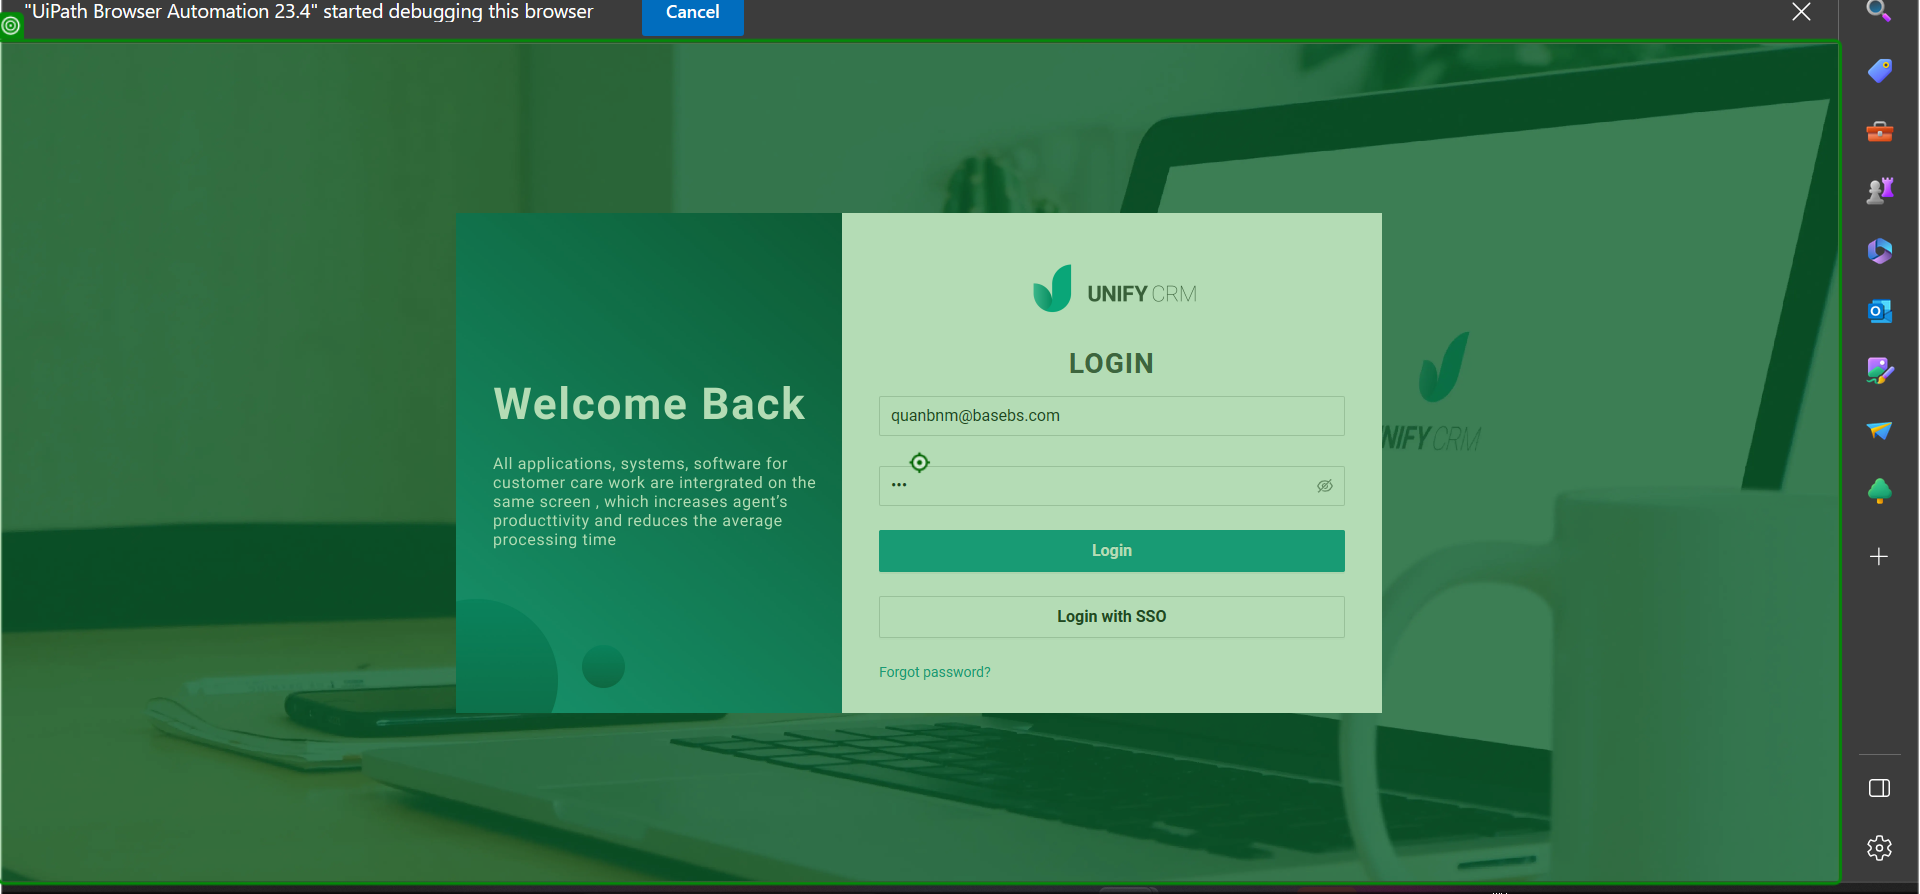 "UiPath Browser Automation 23.4" started debugging this browser
Cancel
UNIFY CRM
LOGIN
Welcome Back
quanbnm@basebs.com
All applications, systems, software for
customer care work are intergrated on the
same screen , which increases agent's
producttivity and reduces the average
processing time
•••
Login
Login with SSO
Forgot password?
NIFY CRM